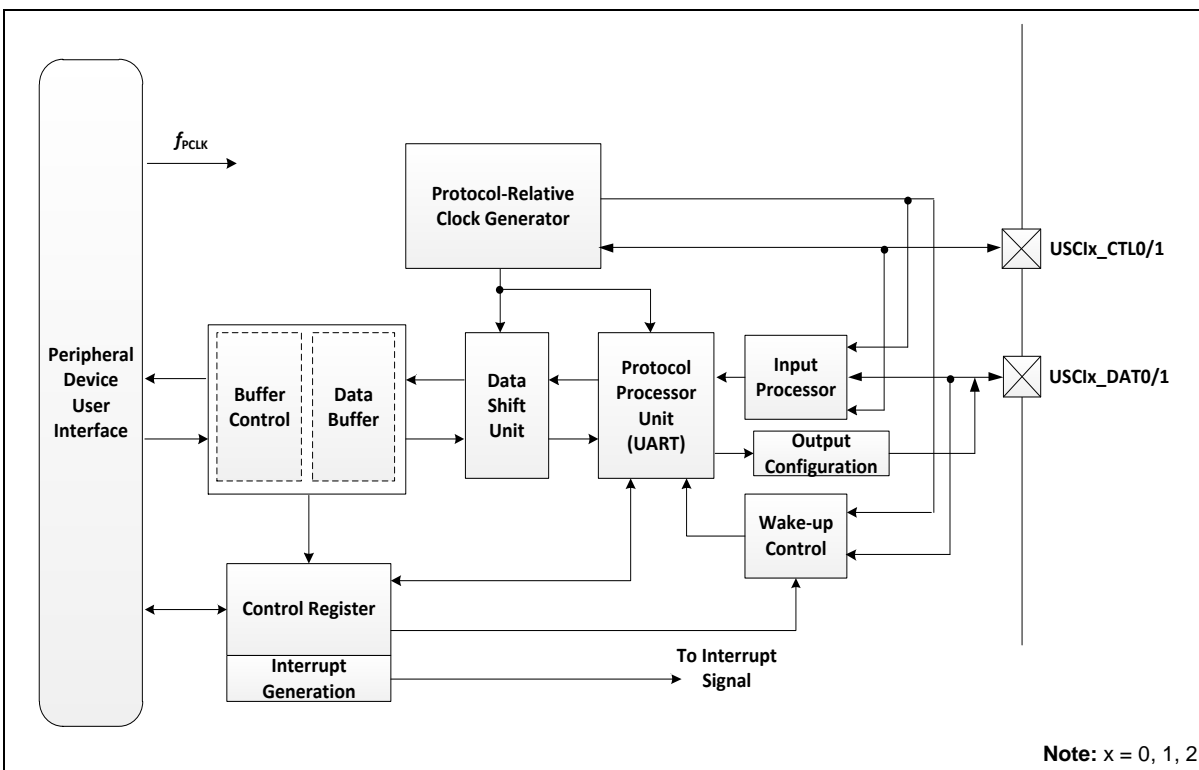 fPCLK
Protocol-Relative
Clock Generator
USCIx_CTL0/1
Peripheral
Device
User
Interface
Buffer
Control
Data
Buffer
Data
Shift
Unit
Protocol
Processor
Unit
(UART)
Input
Processor
USCIx_DAT0/1
Output
Configuration
Wake-up
Control
Control Register
Interrupt
Generation
To Interrupt
Signal
Note: x = 0, 1, 2